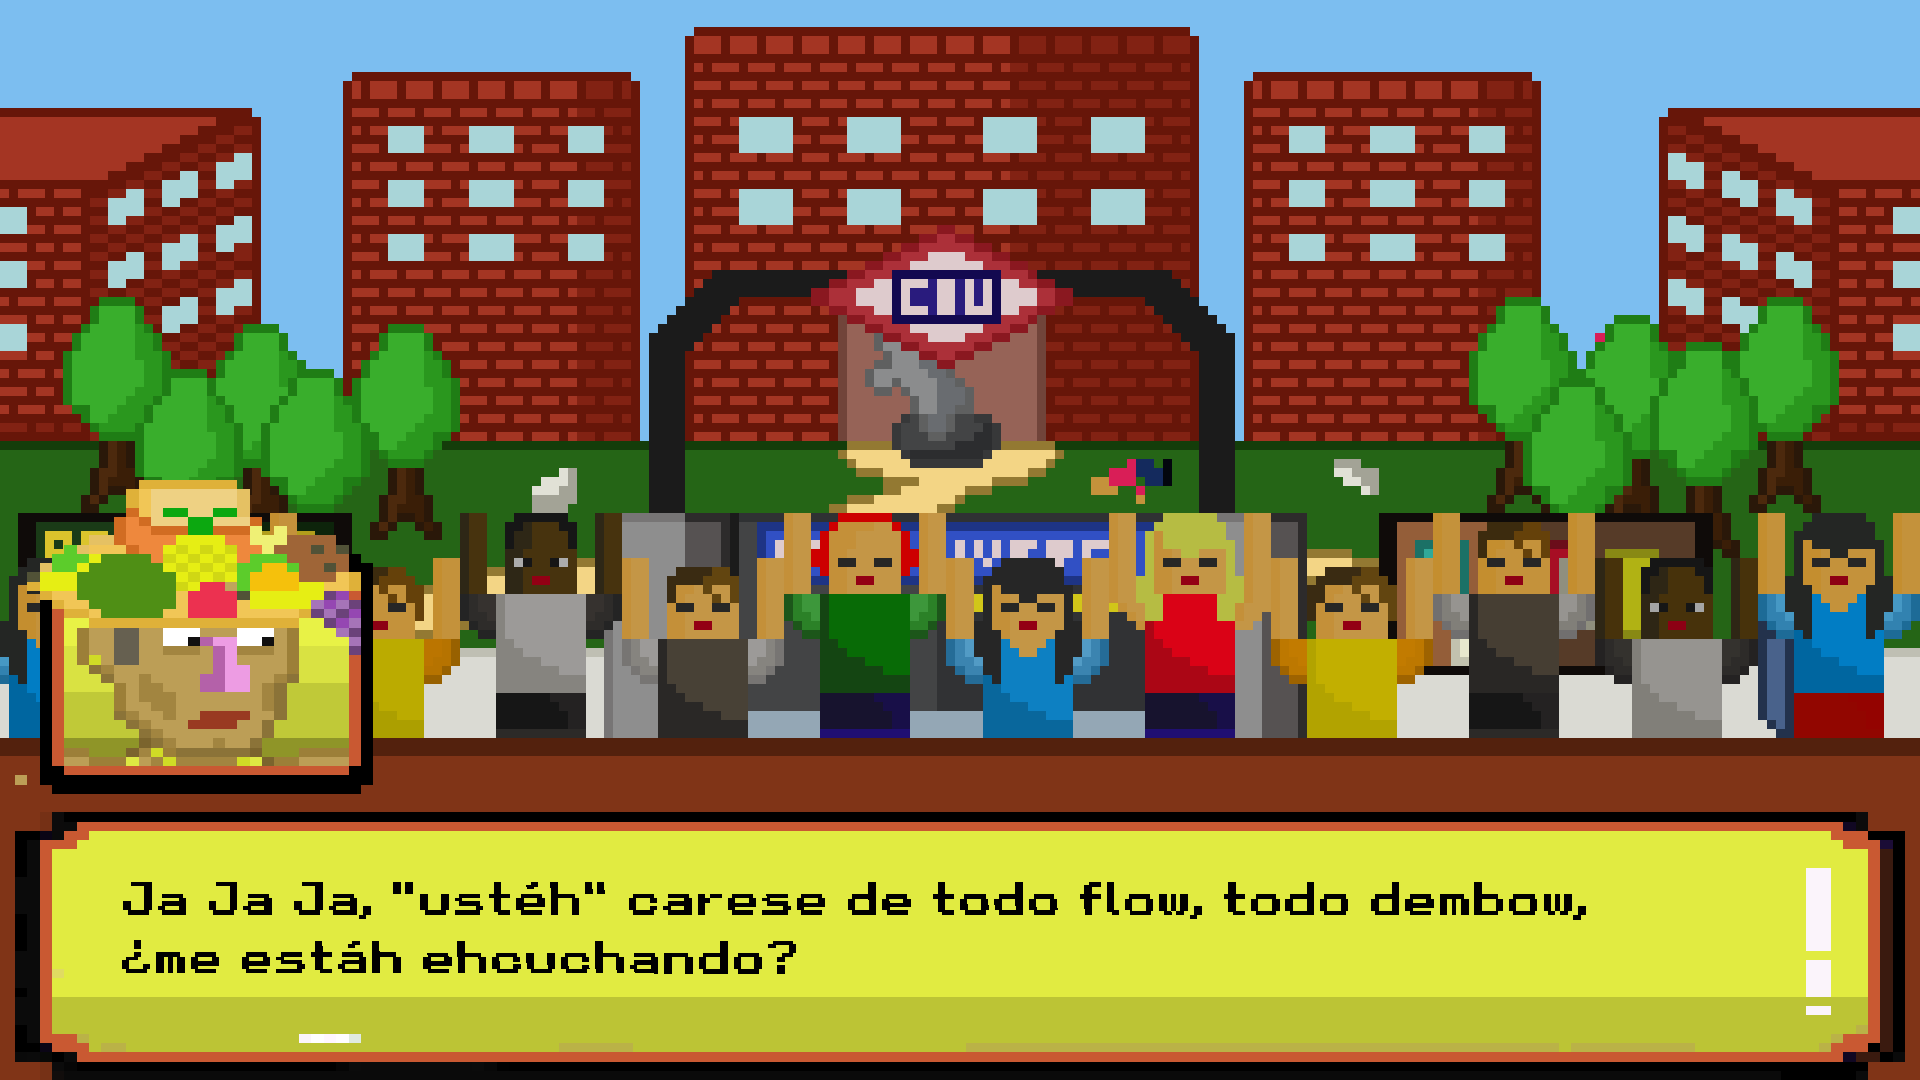 CIU
Ja Ja Ja, "ustéh" carese de todo flow, todo dembow,
¿me estáh ehcuchando?